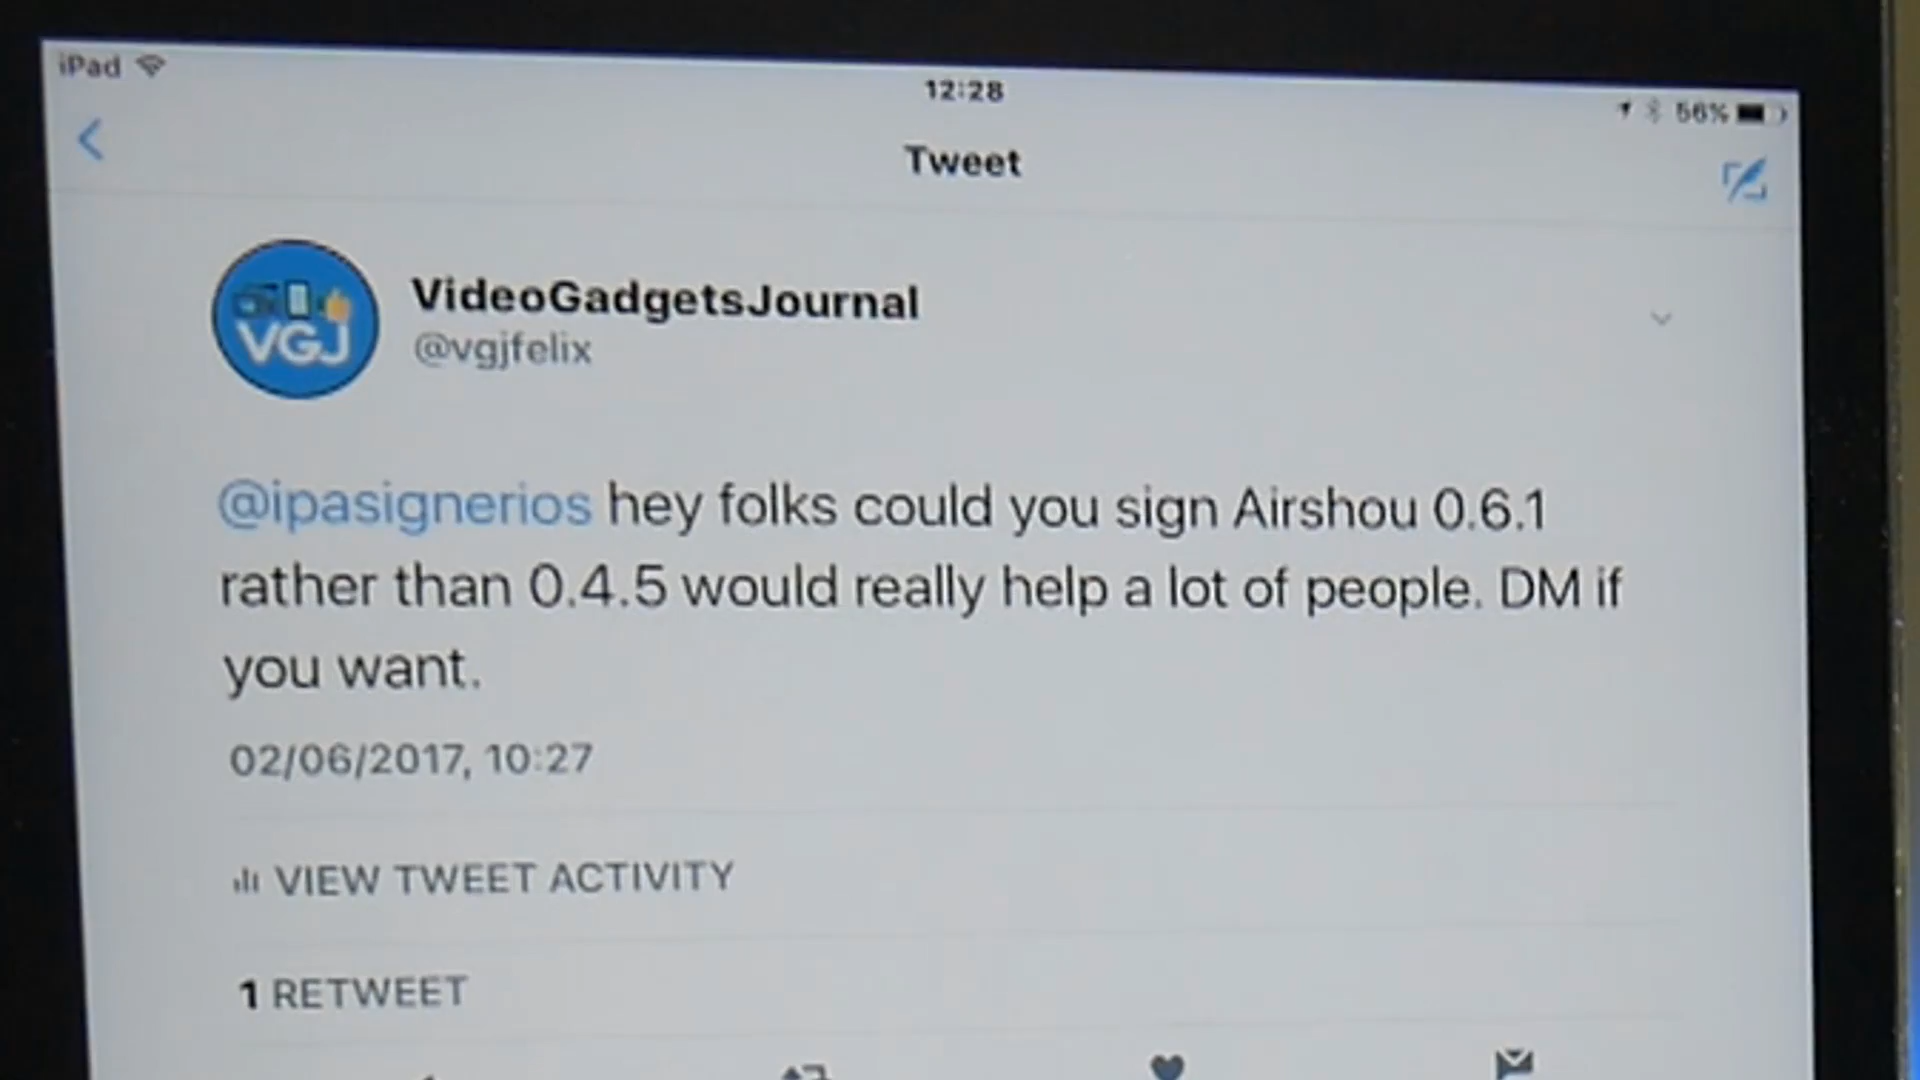 iPad
12:28
56%
Tweet
VGJ
VideoGadgetsJournal
@vgjfelix
@ipasignerios hey folks could you sign Airshou 0.6.1
rather than 0.4.5 would really help a lot of people. DM if
you want.
02/06/2017, 10:27
VIEW TWEET ACTIVITY
1 RETWEET